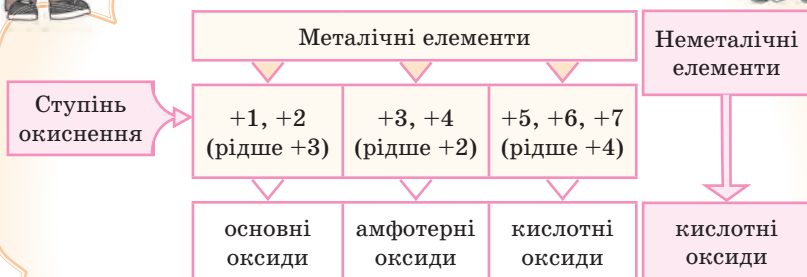 Металічні елементи
Неметалічні
елементи
Ступінь
окиснення
+1, +2
(рідше +3)
+3, +4
(рідше +2)
+5, +6, +7
(рідше +4)
основні
оксиди
амфотерні
оксиди
кислотні
оксиди
кислотні
оксиди